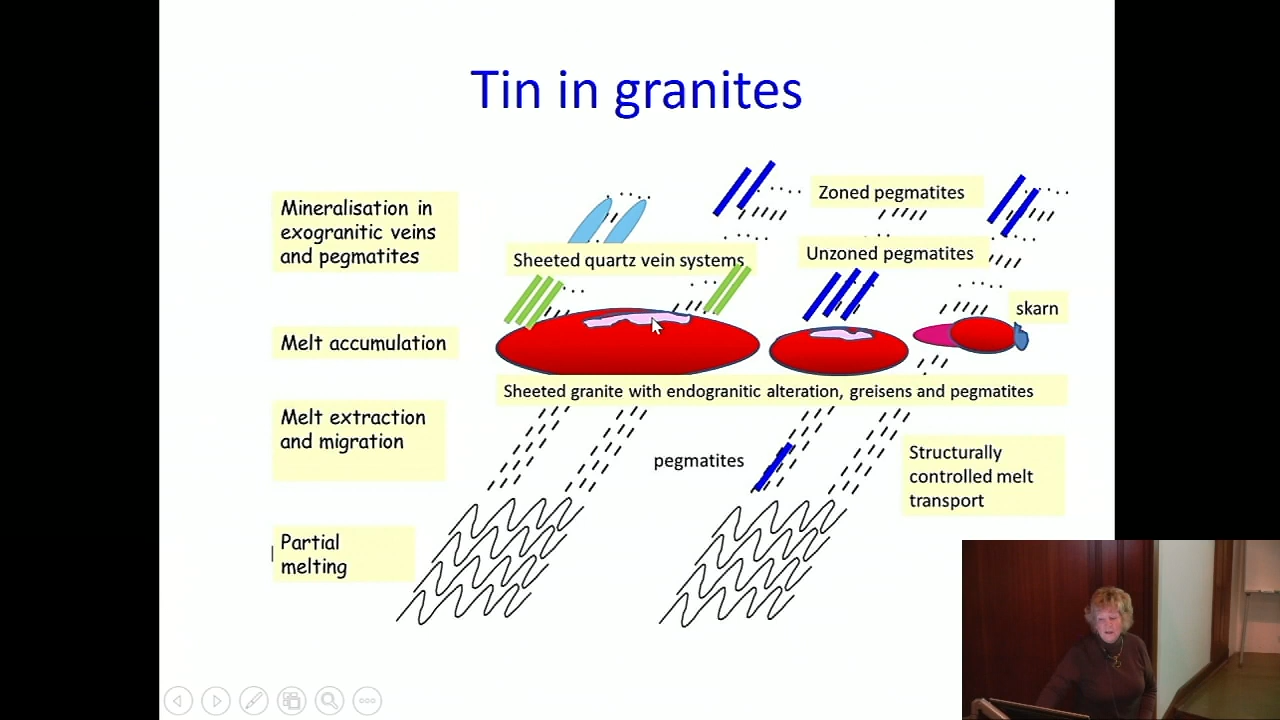 Tin in granites
Mineralisation in
exogranitic veins
and pegmatites
Zoned pegmatites
Sheeted quartz vein systems
Unzoned pegmatites
skarn
Melt accumulation
Sheeted granite with endogranitic alteration, greisens and pegmatites
Melt extraction
and migration
pegmatites
Structurally
controlled melt
transport
Partial
melting